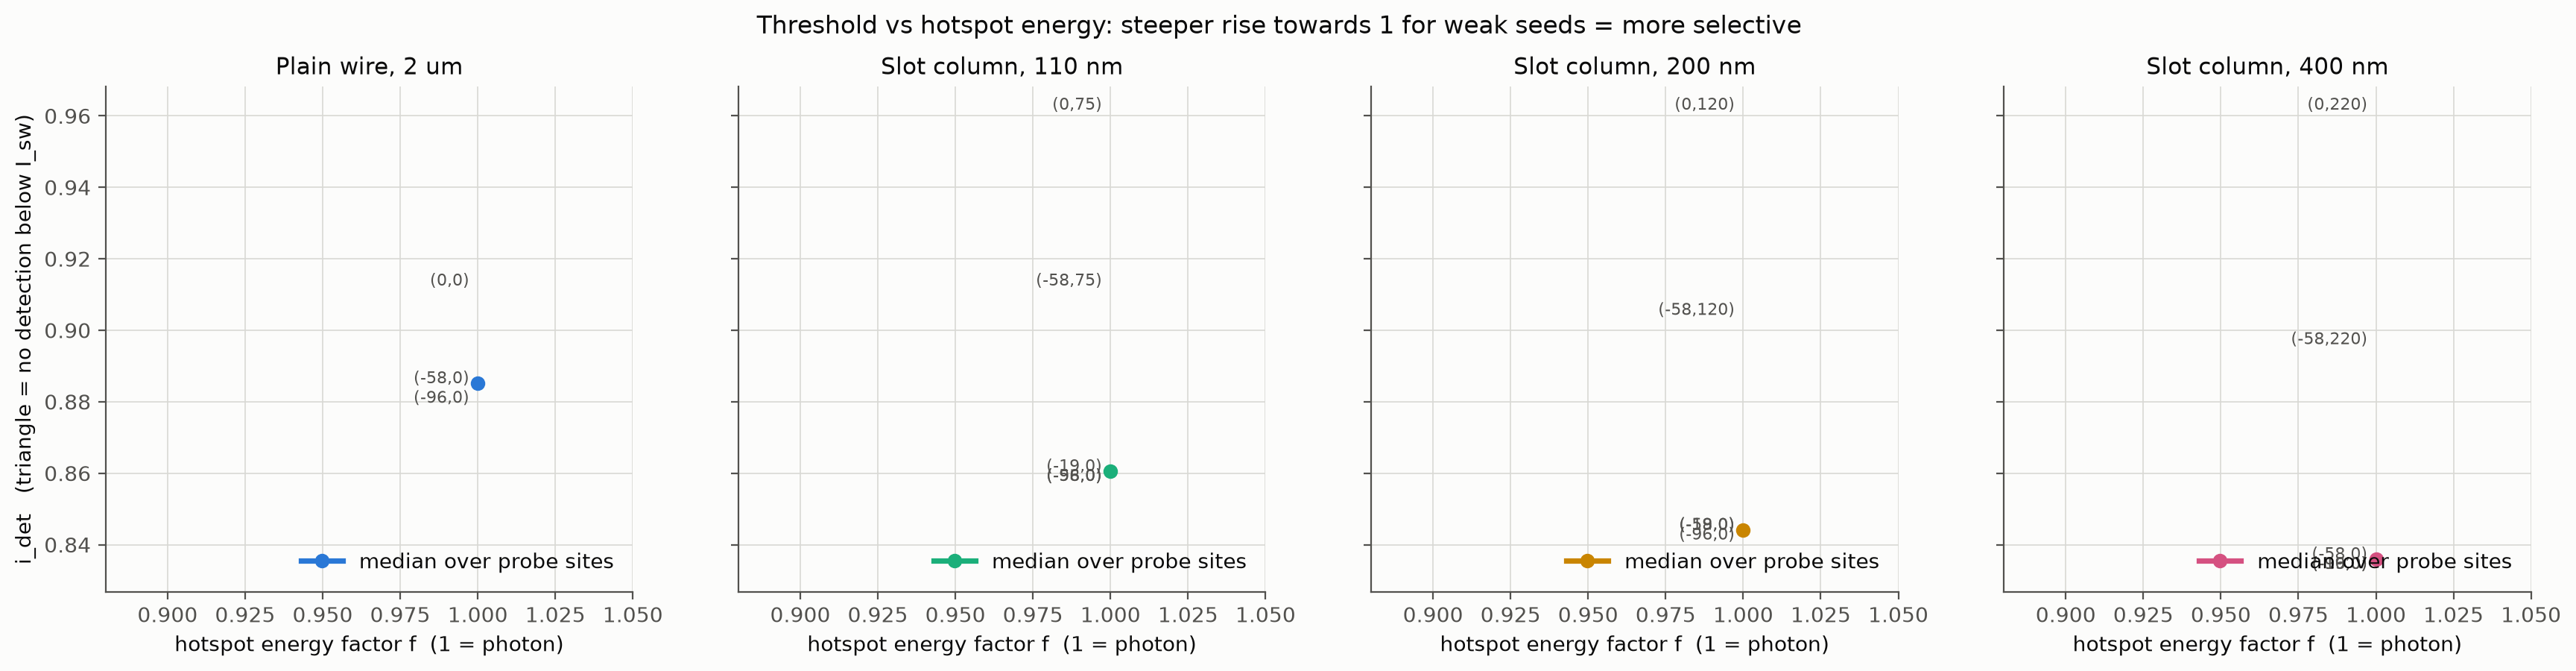 Threshold vs hotspot energy: steeper rise towards 1 for weak seeds = more selective
Plain wire, 2 um
i_det (triangle = no detection below I_sw)
0.96
0.94
0.92
0.90
0.88
0.86
0.84
(0,0)
(-58,0)
(-96,0)
median over probe sites
0.900 0.925 0.950 0.975 1.000 1.025 1.050
hotspot energy factor f (1 = photon)
Slot column, 110 nm
(0,75)
(-58,75)
(-19,0)
median over probe sites
0.900 0.925 0.950 0.975 1.000 1.025 1.050
hotspot energy factor f (1 = photon)
Slot column, 200 nm
(0,120)
(-58,120)
(-96,0)
median over probe sites
0.900 0.925 0.950 0.975 1.000 1.025 1.050
hotspot energy factor f (1 = photon)
Slot column, 400 nm
(0,220)
(-58,220)
(-58,0)
median over probe sites
0.900 0.925 0.950 0.975 1.000 1.025 1.050
hotspot energy factor f (1 = photon)